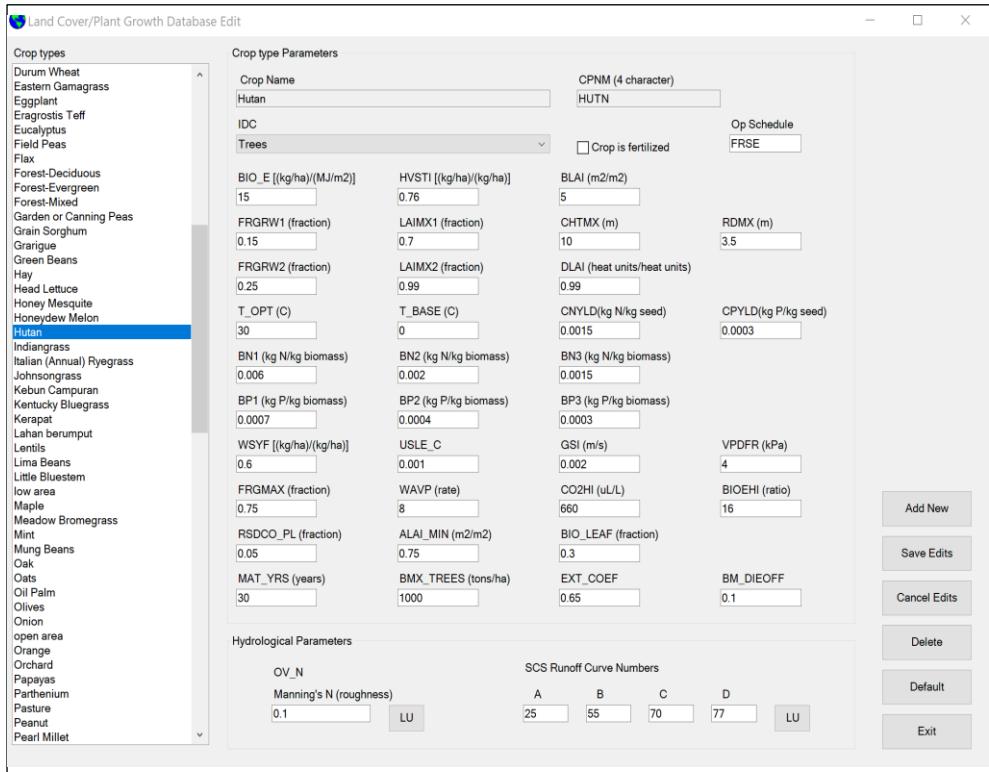 Land Cover/Plant Growth Database Edit
Crop types
Durum Wheat
Eastern Gamagrass
Eggplant
Eragrostis Teff
Eucalyptus
Field Peas
Flax
Forest-Deciduous
Forest-Evergreen
Forest-Mixed
Garden or Canning Peas
Grain Sorghum
Grarigue
Green Beans
Hay
Head Lettuce
Honey Mesquite
Honeydew Melon
Hutan
Indiangrass
Italian (Annual) Ryegrass
Johnsongrass
Kebun Campuran
Kentucky Bluegrass
Kerapat
Lahan berumput
Lentils
Lima Beans
Little Bluestem
low area
Maple
Meadow Bromegrass
Mint
Mung Beans
Oak
Oats
Oil Palm
Olives
Onion
open area
Orange
Orchard
Papayas
Parthenium
Pasture
Peanut
Pearl Millet
Crop type Parameters
Crop Name CPNM (4 character)
Hutan HUTN
IDC Op Schedule
Trees Crop is fertilized FRSE
BIO_E [(kg/ha)/(MJ/m2)] HVSTI [(kg/ha)/(kg/ha)] BLAI (m2/m2)
15 0.76 5
FRGRW1 (fraction) LAIMX1 (fraction) CHTMX (m) RDMX (m)
0.15 0.7 10 3.5
FRGRW2 (fraction) LAIMX2 (fraction) DLAI (heat units/heat units)
0.25 0.99 0.99
T_OPT (C) T_BASE (C) CNYLD(kg N/kg seed) CPYLD(kg P/kg seed)
30 0 0.0015 0.0003
BN1 (kg N/kg biomass) BN2 (kg N/kg biomass) BN3 (kg N/kg biomass)
0.006 0.002 0.0015
BP1 (kg P/kg biomass) BP2 (kg P/kg biomass) BP3 (kg P/kg biomass)
0.0007 0.0004 0.0003
WSYF [(kg/ha)/(kg/ha)] USLE_C GSI (m/s) VPDFR (kPa)
0.6 0.001 0.002 4
FRGMAX (fraction) WAVP (rate) CO2HI (uL/L) BIOEHI (ratio)
0.75 8 660 16
RSDCO_PL (fraction) ALAI_MIN (m2/m2) BIO_LEAF (fraction)
0.05 0.75 0.3
MAT_YRS (years) BMX_TREES (tons/ha) EXT_COEF BM_DIEOFF
30 1000 0.65 0.1
Hydrological Parameters
OV_N SCS Runoff Curve Numbers
Manning's N (roughness) A B C D
0.1 LU 25 55 70 77 LU
Add New
Save Edits
Cancel Edits
Delete
Default
Exit